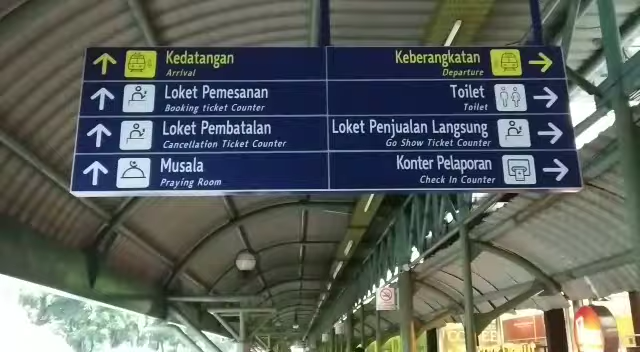 Kedatangan
Arrival
Loket Pemesanan
Booking ticket Counter
Loket Pembatalan
Cancellation Ticket Counter
Musala
Praying Room
Keberangkatan
Departure
Toilet
Toilet
Loket Penjualan Langsung
Go Show Ticket Counter
Konter Pelaporan
Check In Counter